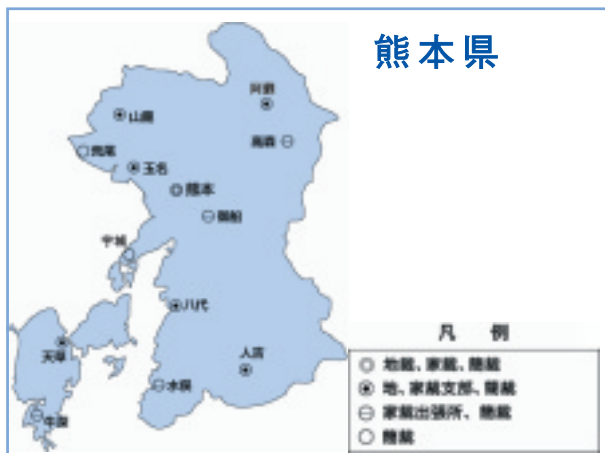 熊本県
阿蘇
山鹿
高森
荒尾
玉名
熊本
御船
宇城
八代
天草
人吉
水俣
牛深
凡 例
地裁、家裁、簡裁
地、家裁支部、簡裁
家裁出張所、簡裁
簡裁